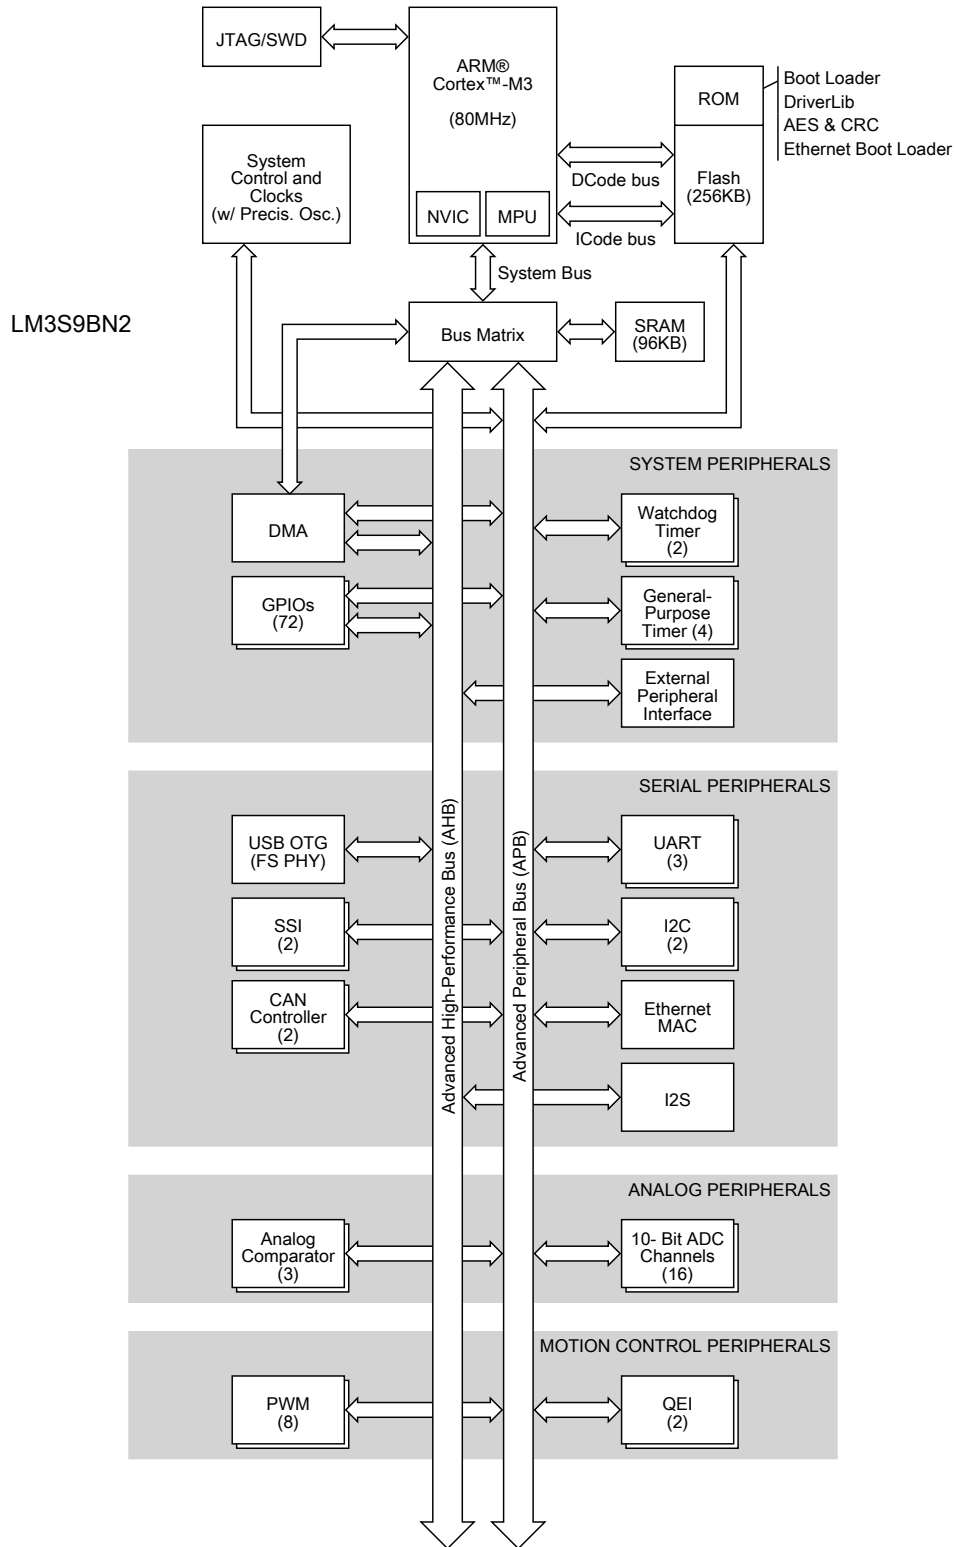 JTAG/SWD
ARM®
Cortex™-M3
(80MHz)
NVIC
MPU
ROM
Flash
(256KB)
Boot Loader
DriverLib
AES & CRC
Ethernet Boot Loader
System
Control and
Clocks
(w/ Precis. Osc.)
DCode bus
ICode bus
System Bus
LM3S9BN2
Bus Matrix
SRAM
(96KB)
SYSTEM PERIPHERALS
DMA
Watchdog
Timer
(2)
GPIOs
(72)
General-
Purpose
Timer (4)
External
Peripheral
Interface
Advanced High-Performance Bus (AHB)
Advanced Peripheral Bus (APB)
SERIAL PERIPHERALS
USB OTG
(FS PHY)
UART
(3)
SSI
(2)
I2C
(2)
CAN
Controller
(2)
Ethernet
MAC
I2S
ANALOG PERIPHERALS
Analog
Comparator
(3)
10- Bit ADC
Channels
(16)
MOTION CONTROL PERIPHERALS
PWM
(8)
QEI
(2)